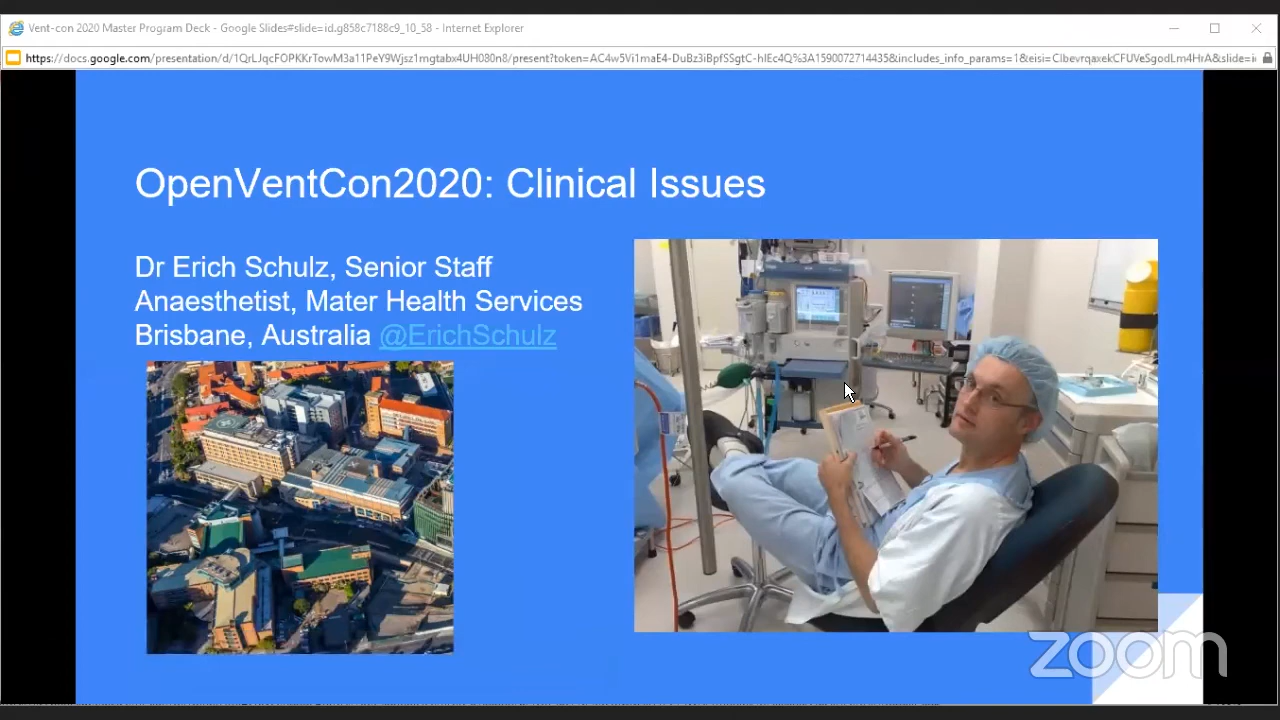 Vent-con 2020 Master Program Deck - Google Slides#slide=id.g858c7188c9_10_58 - Internet Explorer
https://docs.google.com/presentation/d/1QrLJqcFOPKKrTowM3a11PeY9Wjsz1mgtabx4UH080n8/present?token=AC4w5Vi1maE4-DuBz3iBpfSSgtC-hIEc4Q%3A1590072714435&includes_info_params=1&eisi=CIbevrqaxekCFUVeSgodLm4HrA&slide=i
OpenVentCon2020: Clinical Issues
Dr Erich Schulz, Senior Staff
Anaesthetist, Mater Health Services
Brisbane, Australia @ErichSchulz
zoom